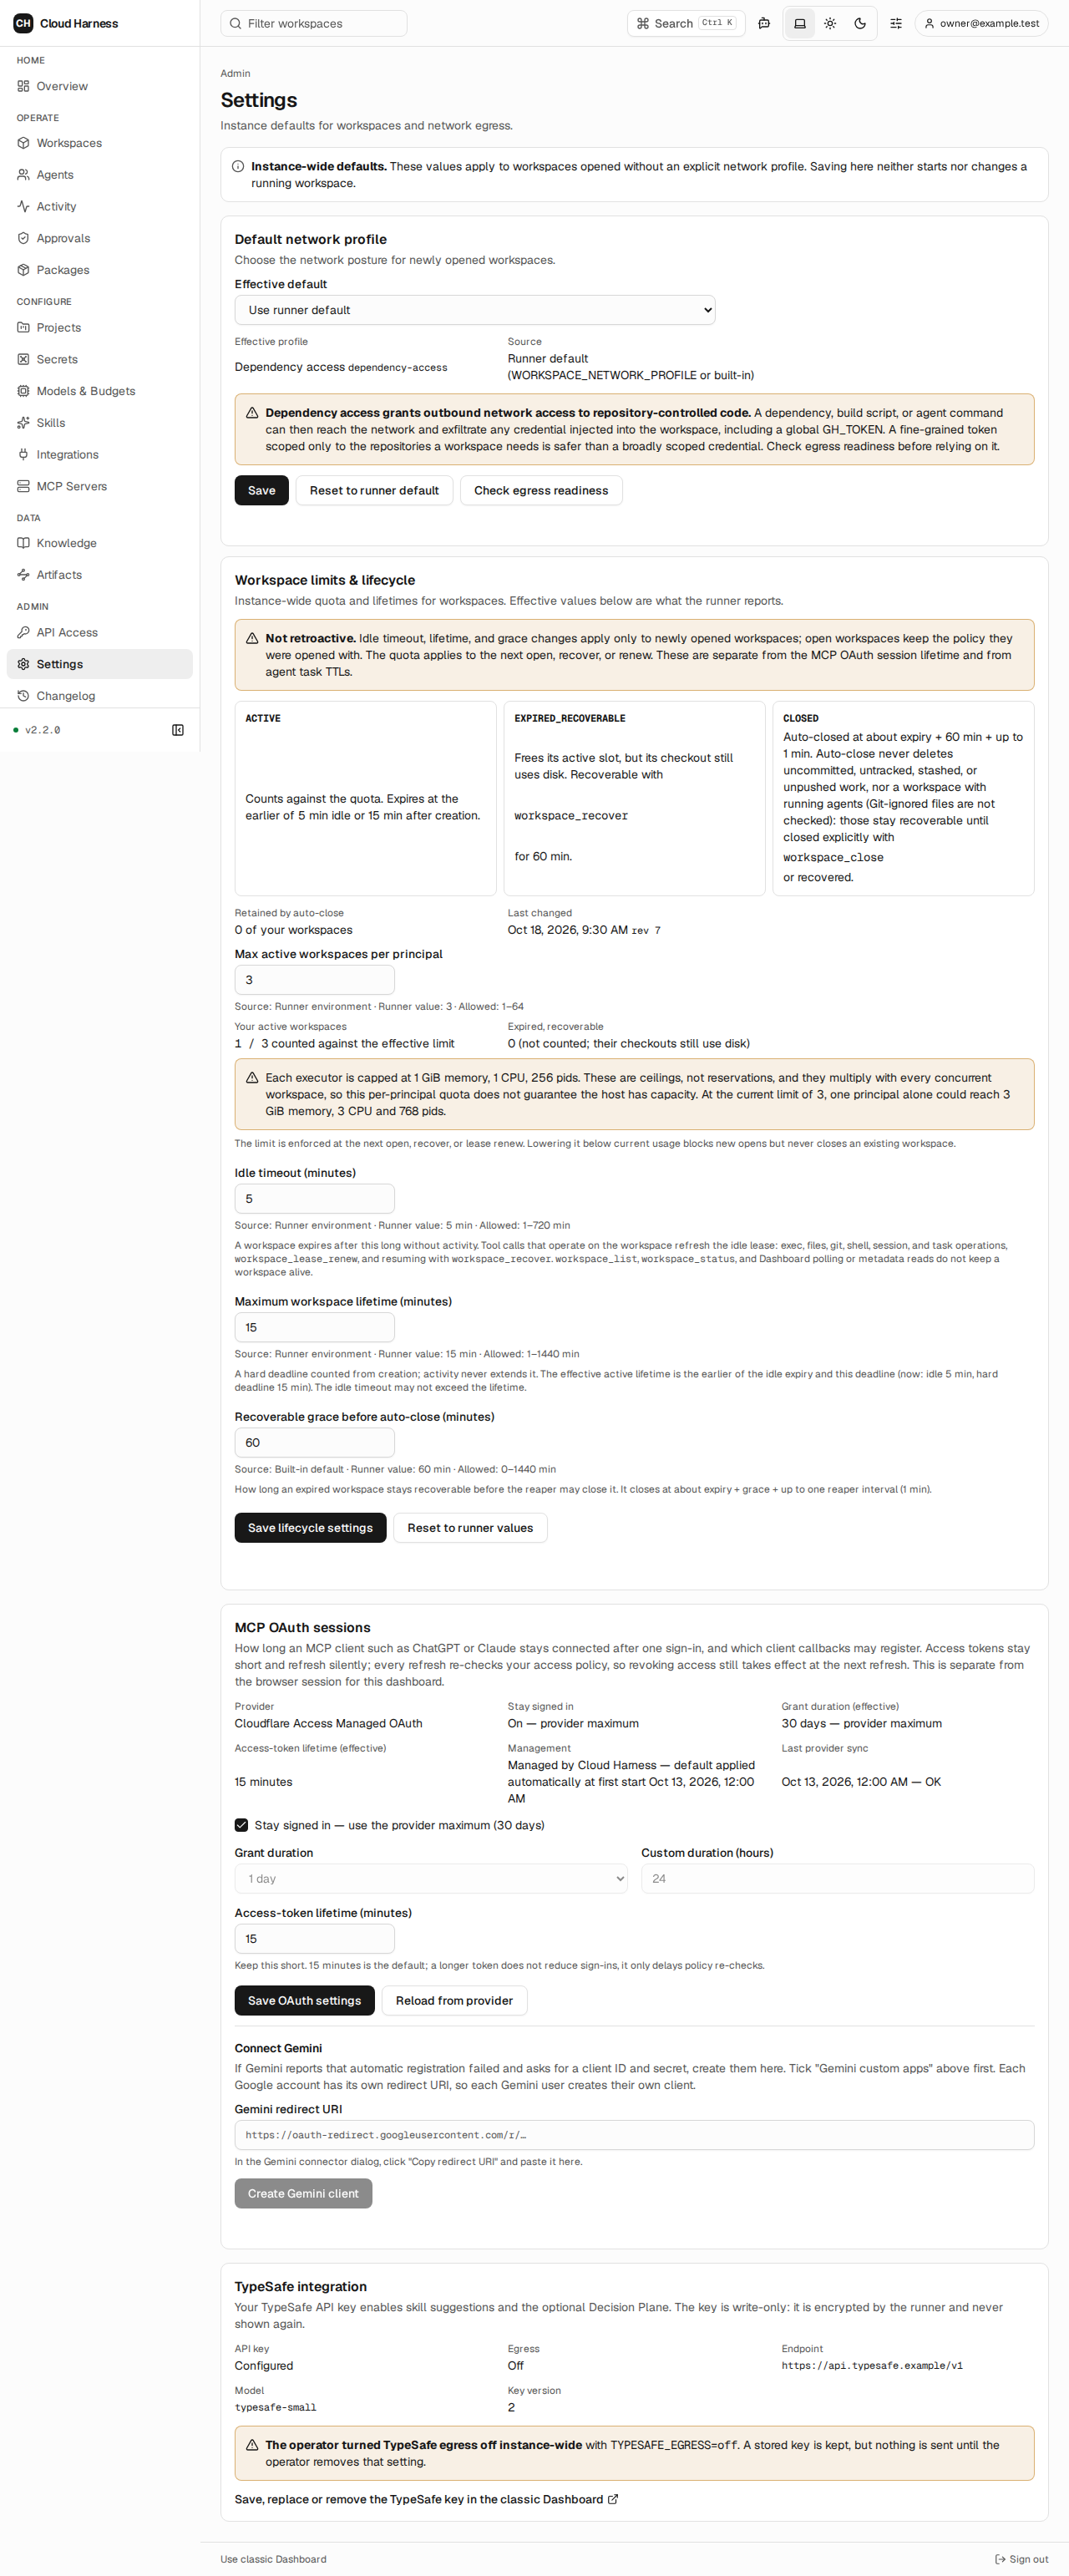 CH Cloud Harness
Filter workspaces
Search Ctrl K
owner@example.test
HOME
Overview
OPERATE
Workspaces
Agents
Activity
Approvals
Packages
CONFIGURE
Projects
Secrets
Models & Budgets
Skills
Integrations
MCP Servers
DATA
Knowledge
Artifacts
ADMIN
API Access
Settings
Changelog
v2.2.0
Admin
Settings
Instance defaults for workspaces and network egress.
Instance-wide defaults. These values apply to workspaces opened without an explicit network profile. Saving here neither starts nor changes a
running workspace.
Default network profile
Choose the network posture for newly opened workspaces.
Effective default
Use runner default
Effective profile
Dependency access dependency-access
Source
Runner default
(WORKSPACE_NETWORK_PROFILE or built-in)
Dependency access grants outbound network access to repository-controlled code. A dependency, build script, or agent command
can then reach the network and exfiltrate any credential injected into the workspace, including a global GH_TOKEN. A fine-grained token
scoped only to the repositories a workspace needs is safer than a broadly scoped credential. Check egress readiness before relying on it.
Save
Reset to runner default
Check egress readiness
Workspace limits & lifecycle
Instance-wide quota and lifetimes for workspaces. Effective values below are what the runner reports.
Not retroactive. Idle timeout, lifetime, and grace changes apply only to newly opened workspaces; open workspaces keep the policy they
were opened with. The quota applies to the next open, recover, or renew. These are separate from the MCP OAuth session lifetime and from
agent task TTLs.
ACTIVE
Counts against the quota. Expires at the
earlier of 5 min idle or 15 min after creation.
EXPIRED_RECOVERABLE
Frees its active slot, but its checkout still
uses disk. Recoverable with
workspace_recover
for 60 min.
CLOSED
Auto-closed at about expiry + 60 min + up to
1 min. Auto-close never deletes
uncommitted, untracked, stashed, or
unpushed work, nor a workspace with
running agents (Git-ignored files are not
checked): those stay recoverable until
closed explicitly with
workspace_close
or recovered.
Retained by auto-close
0 of your workspaces
Last changed
Oct 18, 2026, 9:30 AM rev 7
Max active workspaces per principal
3
Source: Runner environment · Runner value: 3 · Allowed: 1–64
Your active workspaces
1 / 3 counted against the effective limit
Expired, recoverable
0 (not counted; their checkouts still use disk)
Each executor is capped at 1 GiB memory, 1 CPU, 256 pids. These are ceilings, not reservations, and they multiply with every concurrent
workspace, so this per-principal quota does not guarantee the host has capacity. At the current limit of 3, one principal alone could reach 3
GiB memory, 3 CPU and 768 pids.
The limit is enforced at the next open, recover, or lease renew. Lowering it below current usage blocks new opens but never closes an existing workspace.
Idle timeout (minutes)
5
Source: Runner environment · Runner value: 5 min · Allowed: 1–720 min
A workspace expires after this long without activity. Tool calls that operate on the workspace refresh the idle lease: exec, files, git, shell, session, and task operations,
workspace_lease_renew, and resuming with workspace_recover. workspace_list, workspace_status, and Dashboard polling or metadata reads do not keep a
workspace alive.
Maximum workspace lifetime (minutes)
15
Source: Runner environment · Runner value: 15 min · Allowed: 1–1440 min
A hard deadline counted from creation; activity never extends it. The effective active lifetime is the earlier of the idle expiry and this deadline (now: idle 5 min, hard
deadline 15 min). The idle timeout may not exceed the lifetime.
Recoverable grace before auto-close (minutes)
60
Source: Built-in default · Runner value: 60 min · Allowed: 0–1440 min
How long an expired workspace stays recoverable before the reaper may close it. It closes at about expiry + grace + up to one reaper interval (1 min).
Save lifecycle settings
Reset to runner values
MCP OAuth sessions
How long an MCP client such as ChatGPT or Claude stays connected after one sign-in, and which client callbacks may register. Access tokens stay
short and refresh silently; every refresh re-checks your access policy, so revoking access still takes effect at the next refresh. This is separate from
the browser session for this dashboard.
Provider
Cloudflare Access Managed OAuth
Stay signed in
On — provider maximum
Grant duration (effective)
30 days — provider maximum
Access-token lifetime (effective)
15 minutes
Management
Managed by Cloud Harness — default applied
automatically at first start Oct 13, 2026, 12:00
AM
Last provider sync
Oct 13, 2026, 12:00 AM — OK
Stay signed in — use the provider maximum (30 days)
Grant duration
1 day
Custom duration (hours)
24
Access-token lifetime (minutes)
15
Keep this short. 15 minutes is the default; a longer token does not reduce sign-ins, it only delays policy re-checks.
Save OAuth settings
Reload from provider
Connect Gemini
If Gemini reports that automatic registration failed and asks for a client ID and secret, create them here. Tick "Gemini custom apps" above first. Each
Google account has its own redirect URI, so each Gemini user creates their own client.
Gemini redirect URI
https://oauth-redirect.googleusercontent.com/r/…
In the Gemini connector dialog, click "Copy redirect URI" and paste it here.
Create Gemini client
TypeSafe integration
Your TypeSafe API key enables skill suggestions and the optional Decision Plane. The key is write-only: it is encrypted by the runner and never
shown again.
API key
Configured
Egress
Off
Endpoint
https://api.typesafe.example/v1
Model
typesafe-small
Key version
2
The operator turned TypeSafe egress off instance-wide with TYPESAFE_EGRESS=off. A stored key is kept, but nothing is sent until the
operator removes that setting.
Save, replace or remove the TypeSafe key in the classic Dashboard
Use classic Dashboard
Sign out